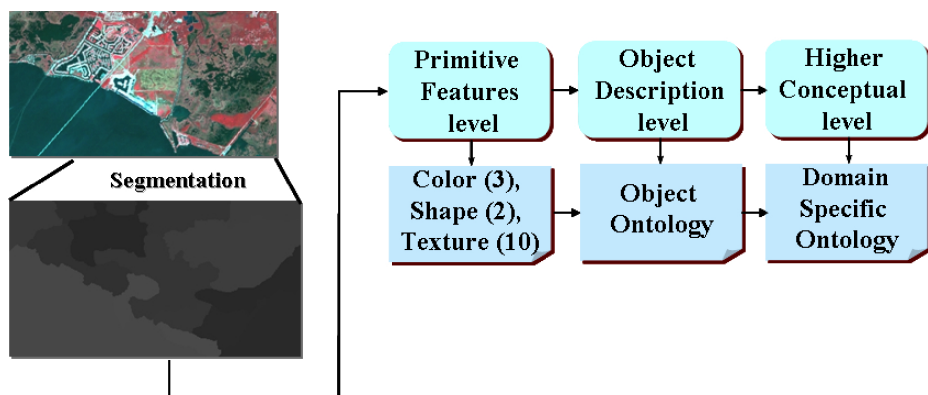 Segmentation
Primitive
Features
level
Object
Description
level
Higher
Conceptual
level
Color (3),
Shape (2),
Texture (10)
Object
Ontology
Domain
Specific
Ontology